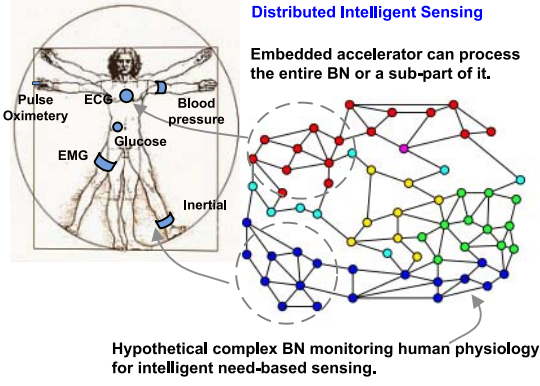 Distributed Intelligent Sensing
Embedded accelerator can process
the entire BN or a sub-part of it.
Pulse
Oximetery
ECG
Blood
pressure
Glucose
EMG
Inertial
Hypothetical complex BN monitoring human physiology
for intelligent need-based sensing.